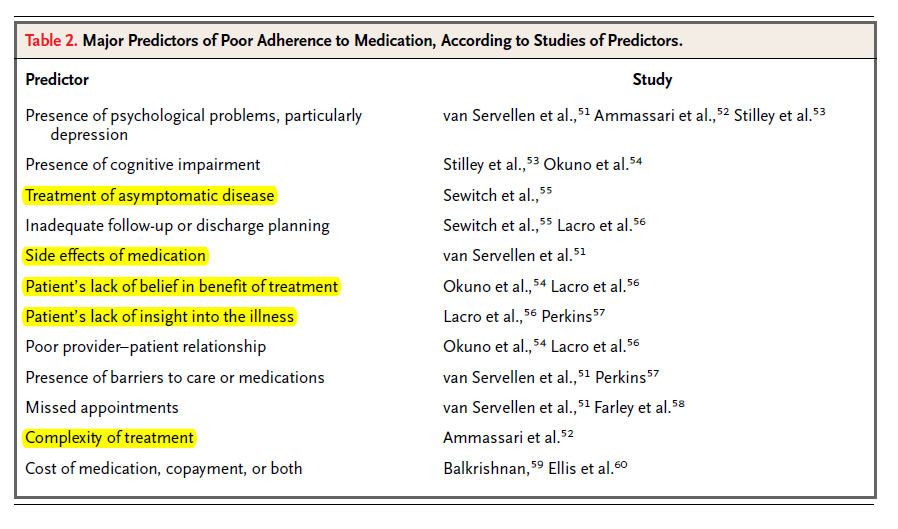 Table 2. Major Predictors of Poor Adherence to Medication, According to Studies of Predictors.
Predictor Study
Presence of psychological problems, particularly depression van Servellen et al.,⁵¹ Ammassari et al.,⁵² Stilley et al.⁵³
Presence of cognitive impairment Stilley et al.,⁵³ Okuno et al.⁵⁴
Treatment of asymptomatic disease Sewitch et al.,⁵⁵
Inadequate follow-up or discharge planning Sewitch et al.,⁵⁵ Lacro et al.⁵⁶
Side effects of medication van Servellen et al.⁵¹
Patient’s lack of belief in benefit of treatment Okuno et al.,⁵⁴ Lacro et al.⁵⁶
Patient’s lack of insight into the illness Lacro et al.,⁵⁶ Perkins⁵⁷
Poor provider–patient relationship Okuno et al.,⁵⁴ Lacro et al.⁵⁶
Presence of barriers to care or medications van Servellen et al.,⁵¹ Perkins⁵⁷
Missed appointments van Servellen et al.,⁵¹ Farley et al.⁵⁸
Complexity of treatment Ammassari et al.⁵²
Cost of medication, copayment, or both Balkrishnan,⁵⁹ Ellis et al.⁶⁰